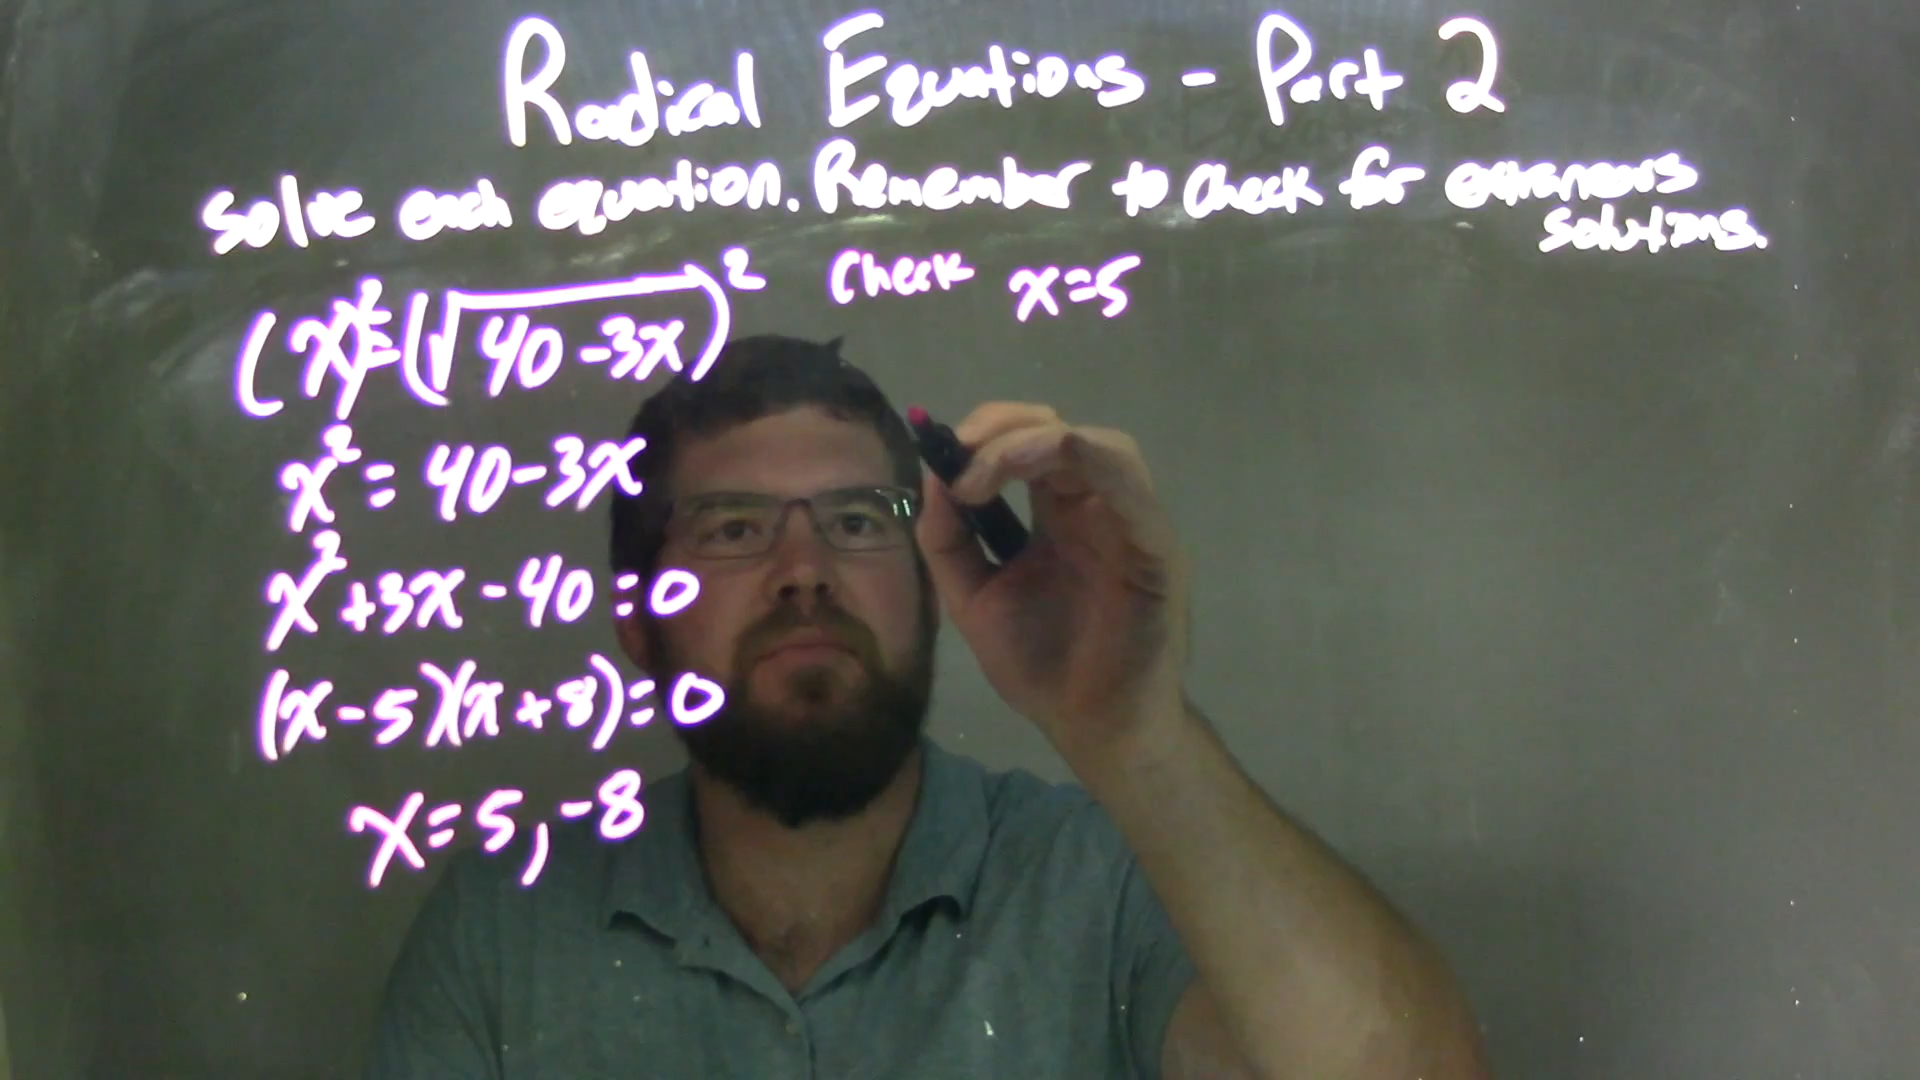 Radical Equations - Part 2
Solve each equation. Remember to check for extraneous
solutions.
(x)²=(√40-3x)² Check x=5
x²= 40-3x
x²+3x-40=0
(x-5)(x+8)=0
x=5,-8